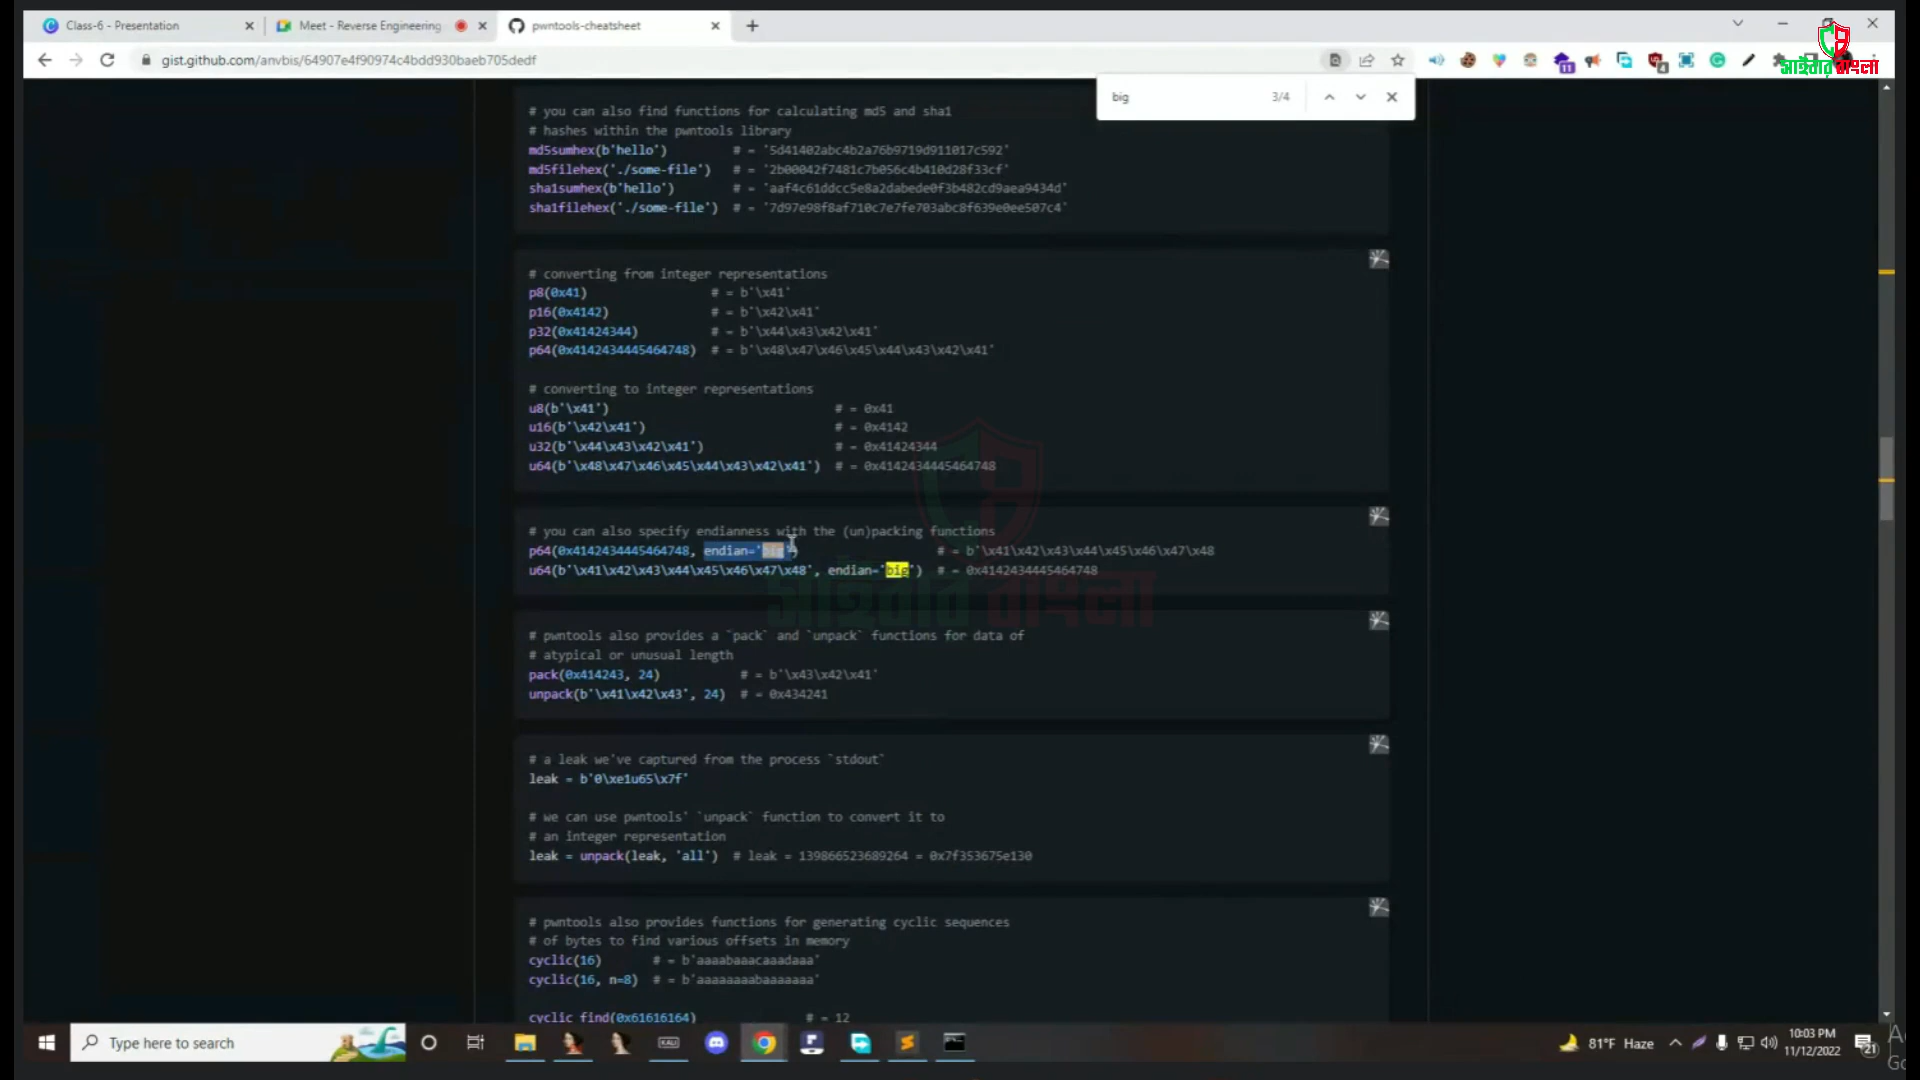 Class-6 - Presentation
Meet - Reverse Engineering
pwntools-cheatsheet
gist.github.com/anvbis/64907e4f90974c4bdd930baeb705dedf
সাইবার বাংলা
big 3/4
# you can also find functions for calculating md5 and sha1
# hashes within the pwntools library
md5sumhex(b'hello') # = '5d41402abc4b2a76b9719d911017c592'
md5filehex('./some-file') # = '2b00042f7481c7b056c4b410d28f33cf'
sha1sumhex(b'hello') # = 'aaf4c61ddcc5e8a2dabede0f3b482cd9aea9434d'
sha1filehex('./some-file') # = '7d97e98f8af710c7e7fe703abc8f639e0ee507c4'
# converting from integer representations
p8(0x41) # = b'\x41'
p16(0x4142) # = b'\x42\x41'
p32(0x41424344) # = b'\x44\x43\x42\x41'
p64(0x4142434445464748) # = b'\x48\x47\x46\x45\x44\x43\x42\x41'
# converting to integer representations
u8(b'\x41') # = 0x41
u16(b'\x42\x41') # = 0x4142
u32(b'\x44\x43\x42\x41') # = 0x41424344
u64(b'\x48\x47\x46\x45\x44\x43\x42\x41') # = 0x4142434445464748
# you can also specify endianness with the (un)packing functions
p64(0x4142434445464748, endian='big') # = b'\x41\x42\x43\x44\x45\x46\x47\x48
u64(b'\x41\x42\x43\x44\x45\x46\x47\x48', endian='big') # = 0x4142434445464748
সাইবার বাংলা
# pwntools also provides a `pack` and `unpack` functions for data of
# atypical or unusual length
pack(0x414243, 24) # = b'\x43\x42\x41'
unpack(b'\x41\x42\x43', 24) # = 0x434241
# a leak we've captured from the process `stdout`
leak = b'0\xe1u65\x7f'
# we can use pwntools' `unpack` function to convert it to
# an integer representation
leak = unpack(leak, 'all') # leak = 139866523689264 = 0x7f353675e130
# pwntools also provides functions for generating cyclic sequences
# of bytes to find various offsets in memory
cyclic(16) # = b'aaaabaaacaaadaaa'
cyclic(16, n=8) # = b'aaaaaaaabaaaaaaa'
cyclic_find(0x61616164) # = 12
Type here to search
KALI
81°F Haze
10:03 PM
11/12/2022
21